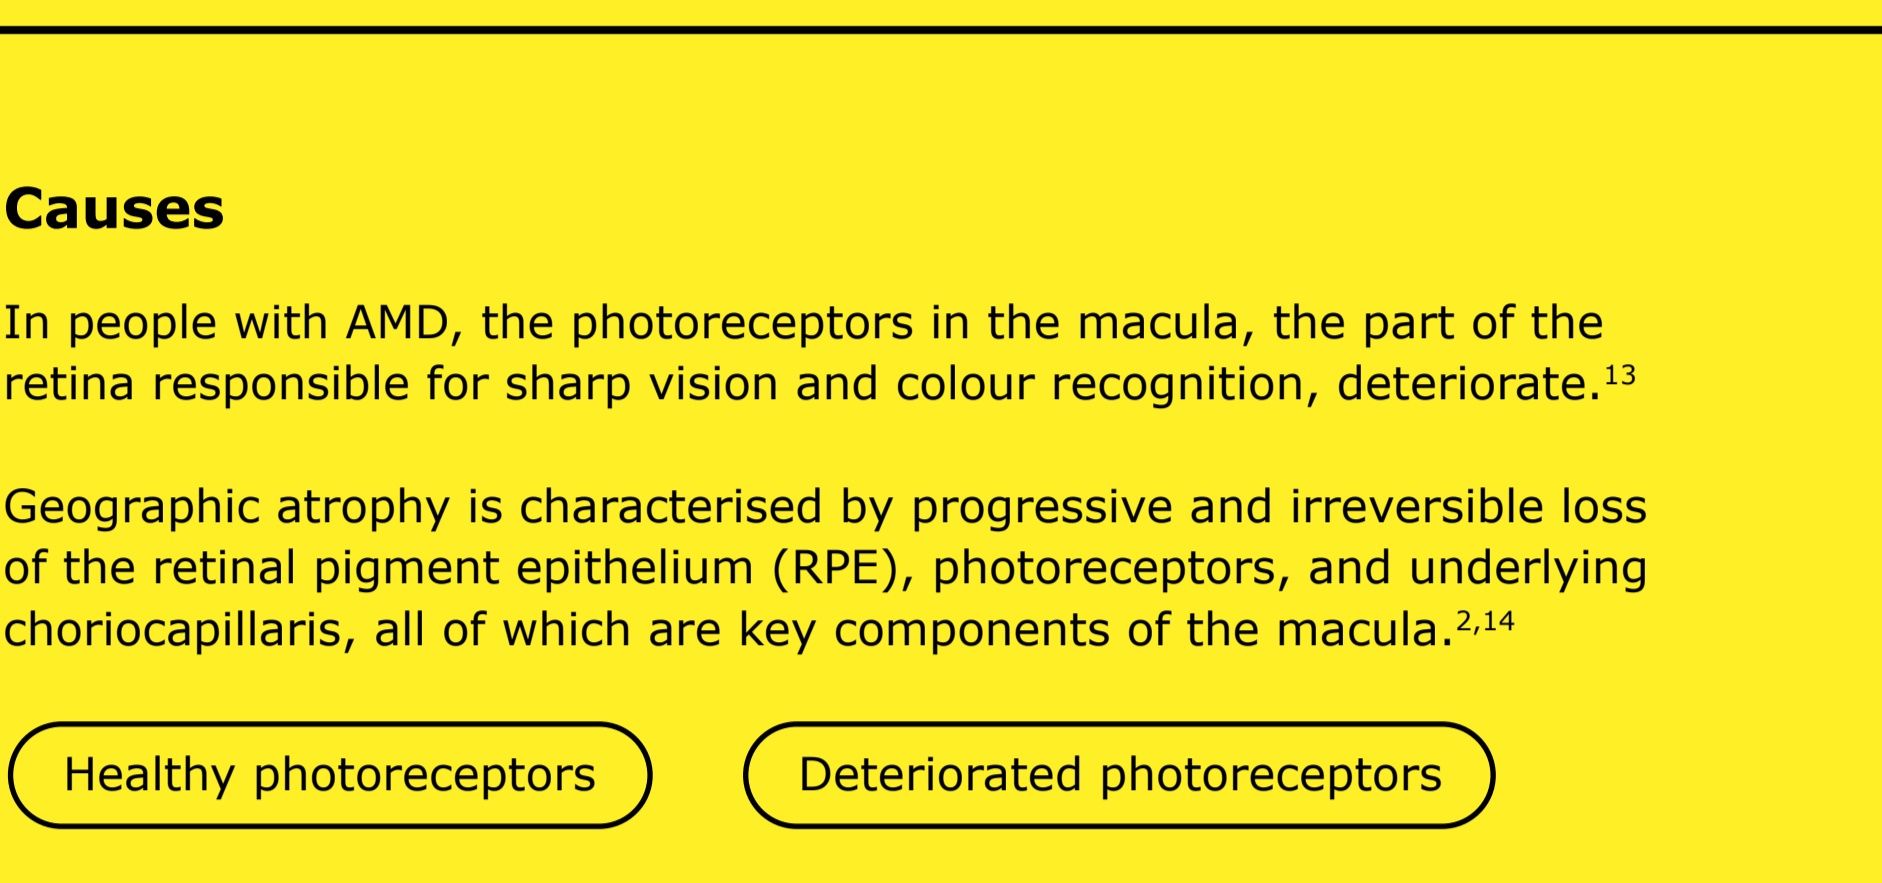 Causes
In people with AMD, the photoreceptors in the macula, the part of the
retina responsible for sharp vision and colour recognition, deteriorate.13
Geographic atrophy is characterised by progressive and irreversible loss
of the retinal pigment epithelium (RPE), photoreceptors, and underlying
choriocapillaris, all of which are key components of the macula.2,14
Healthy photoreceptors
Deteriorated photoreceptors